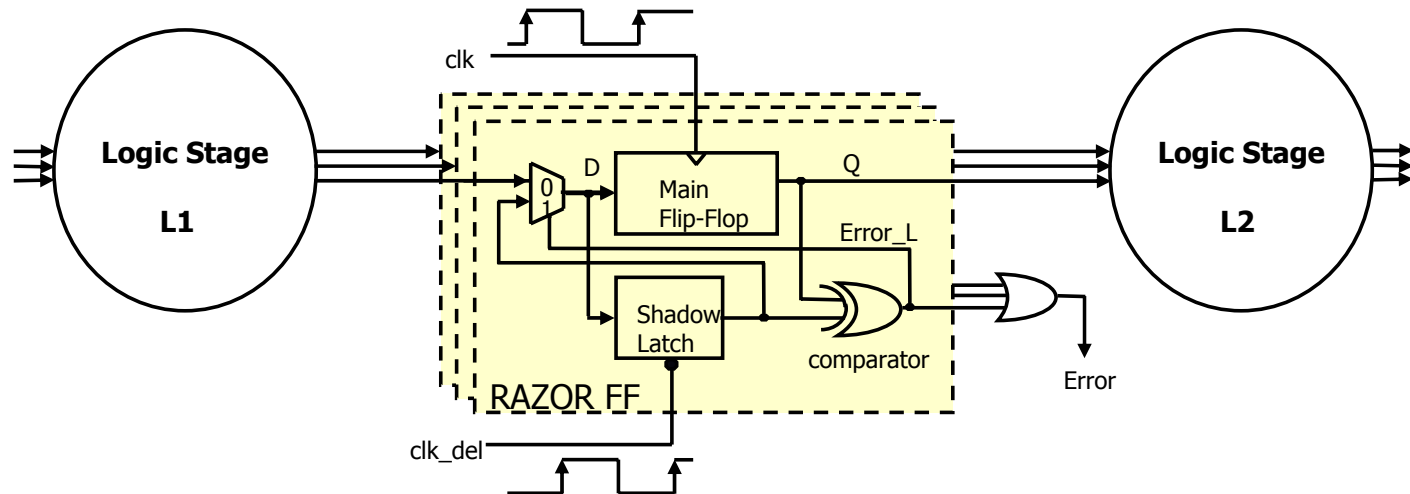 clk
Logic Stage
L1
0
1
D
Main
Flip-Flop
Q
Error_L
Shadow
Latch
comparator
RAZOR FF
clk_del
Error
Logic Stage
L2